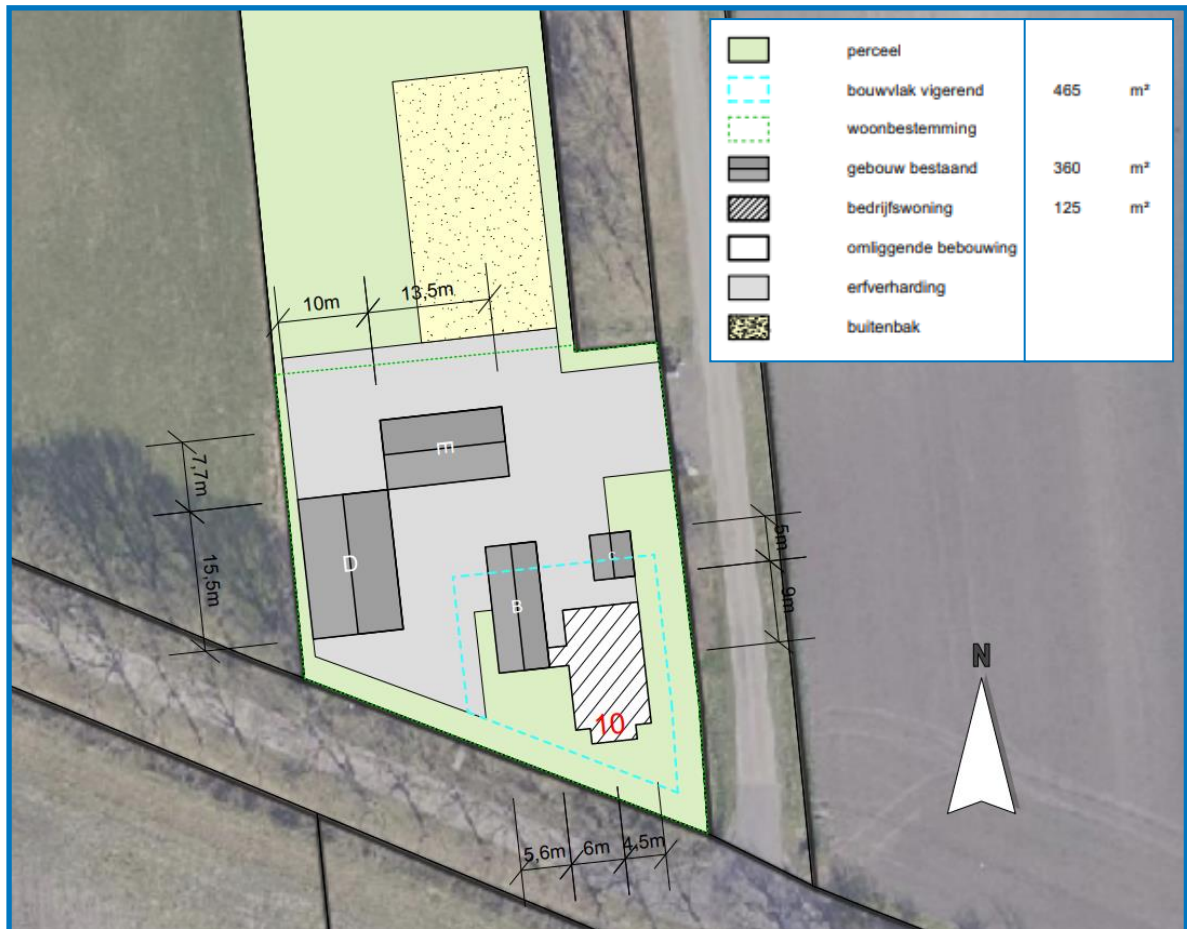 perceel
bouwvlak vigerend 465 m²
woonbestemming
gebouw bestaand 360 m²
bedrijfswoning 125 m²
omliggende bebouwing
erfverharding
buitenbak
10m
13,5m
7,7m
15,5m
E
D
B
C
5m
9m
10
N
5,6m
6m
4,5m